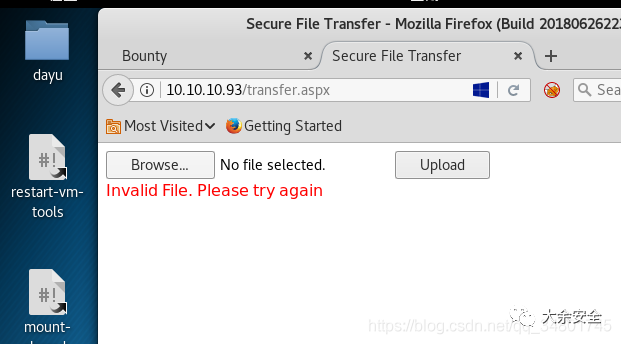 Secure File Transfer - Mozilla Firefox (Build 2018062622
dayu
Bounty
Secure File Transfer
10.10.10.93/transfer.aspx
Sea
Most Visited
Getting Started
Browse...
No file selected.
Upload
Invalid File. Please try again
#!
restart-vm-
tools
#!
mount-
大余安全
https://blog.csdn.net/qq_34801745